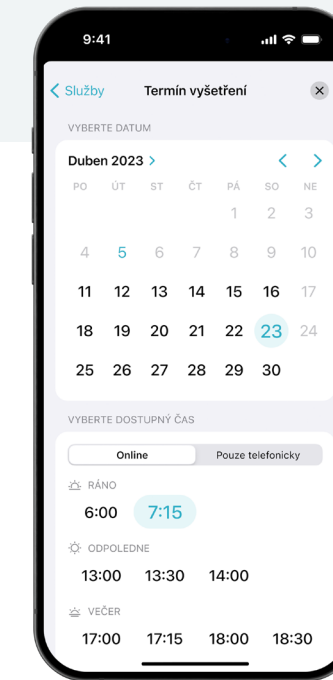 9:41
Služby Termín vyšetření
VYBERTE DATUM
Duben 2023
PO ÚT ST ČT PÁ SO NE
1 2 3
4 5 6 7 8 9 10
11 12 13 14 15 16 17
18 19 20 21 22 23 24
25 26 27 28 29 30
VYBERTE DOSTUPNÝ ČAS
Online Pouze telefonicky
RÁNO
6:00 7:15
ODPOLEDNE
13:00 13:30 14:00
VEČER
17:00 17:15 18:00 18:30